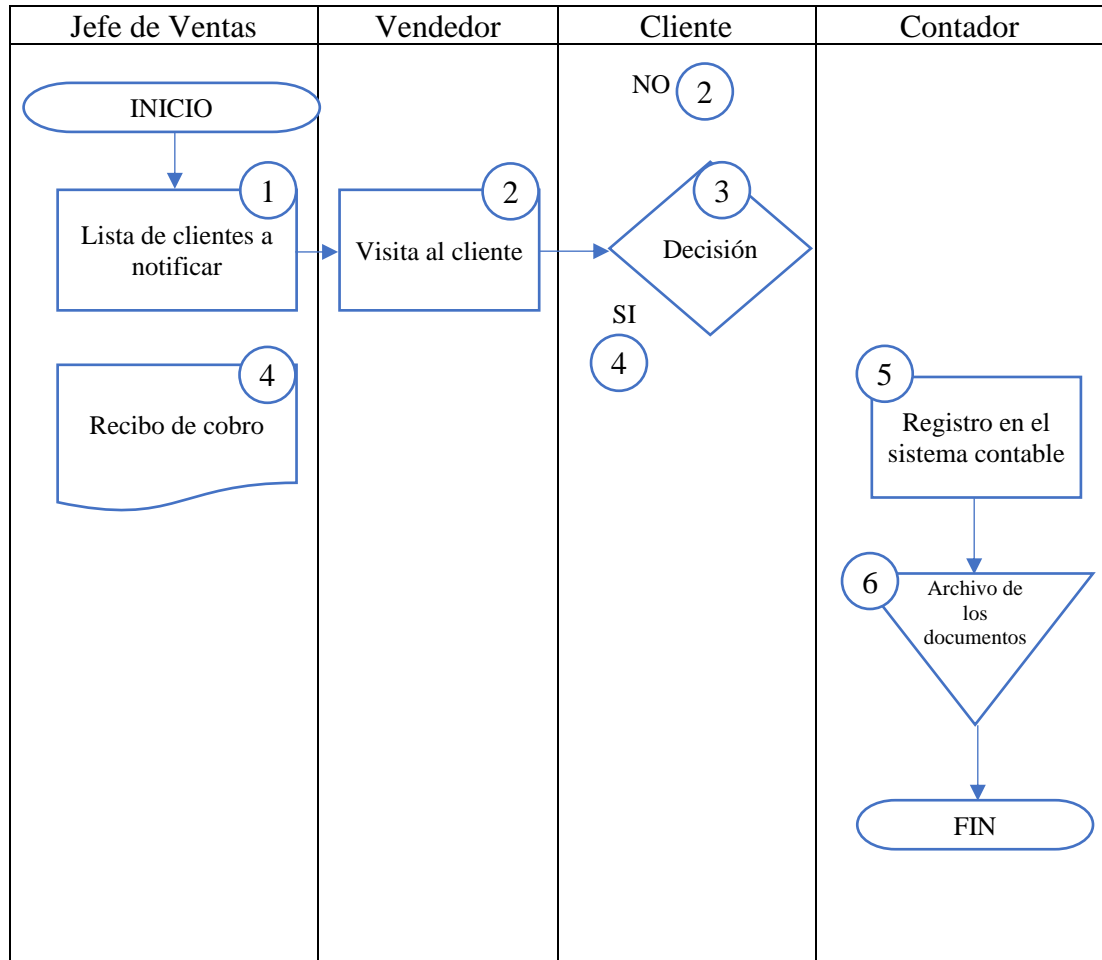 Jefe de Ventas
Vendedor
Cliente
Contador
INICIO
NO
2
1
Lista de clientes a
notificar
2
Visita al cliente
3
Decisión
SI
4
4
Recibo de cobro
5
Registro en el
sistema contable
6
Archivo de
los
documentos
FIN